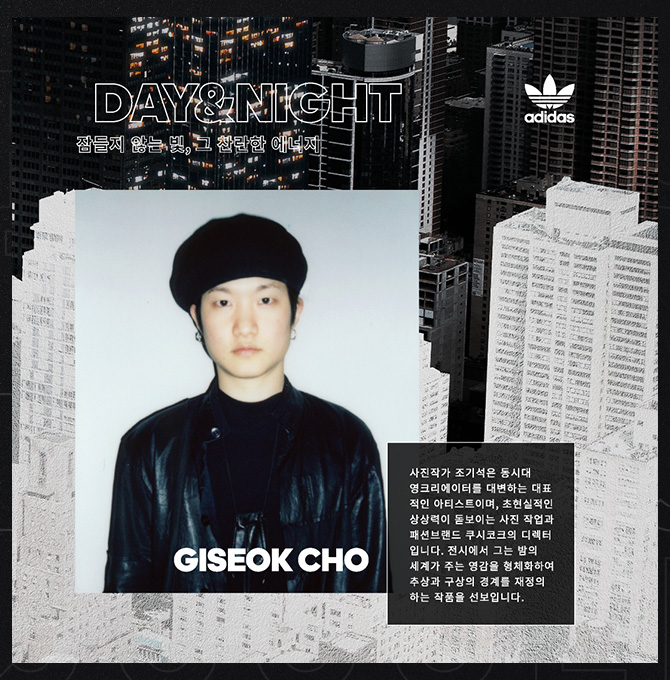 DAY&NIGHT
잠들지 않는 빛, 그 찬란한 에너지
adidas
GISEOK CHO
사진작가 조기석은 동시대
영크리에이터를 대변하는 대표
적인 아티스트이며, 초현실적인
상상력이 돋보이는 사진 작업과
패션브랜드 쿠시코크의 디렉터
입니다. 전시에서 그는 밤의
세계가 주는 영감을 형체화하여
추상과 구상의 경계를 재정의
하는 작품을 선보입니다.